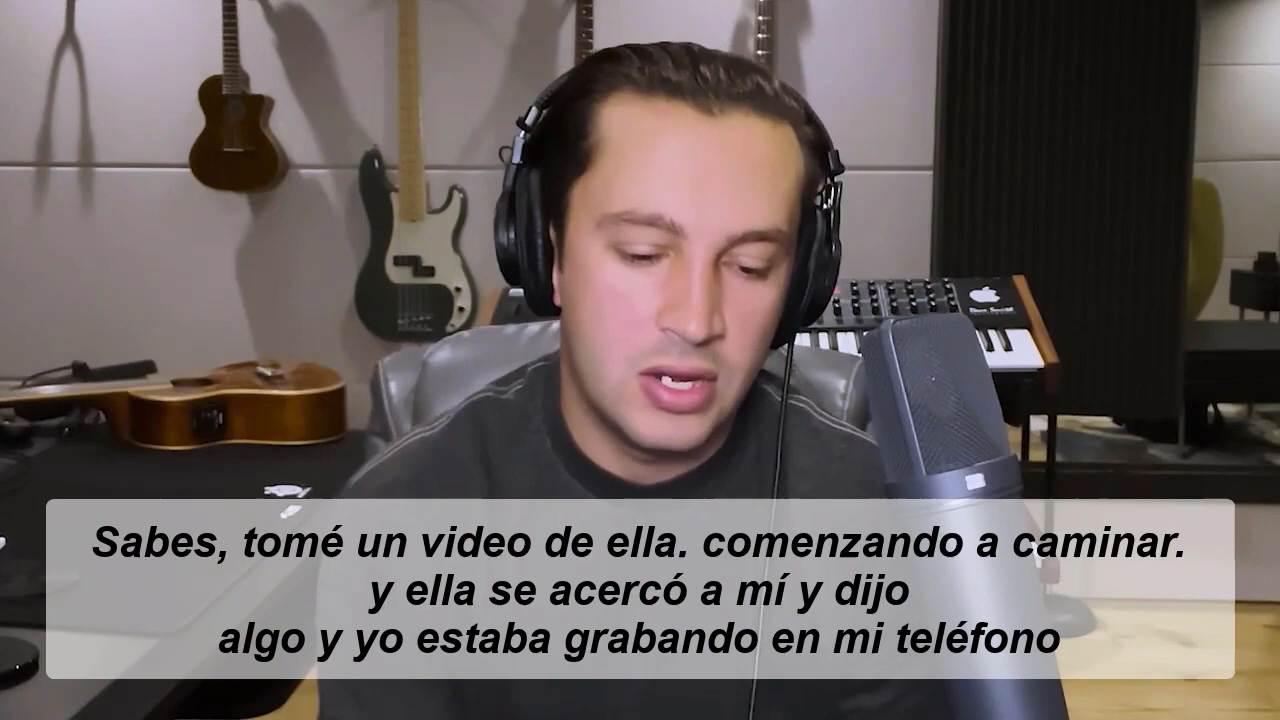 Sabes, tomé un video de ella. comenzando a caminar.
y ella se acercó a mí y dijo
algo y yo estaba grabando en mi teléfono